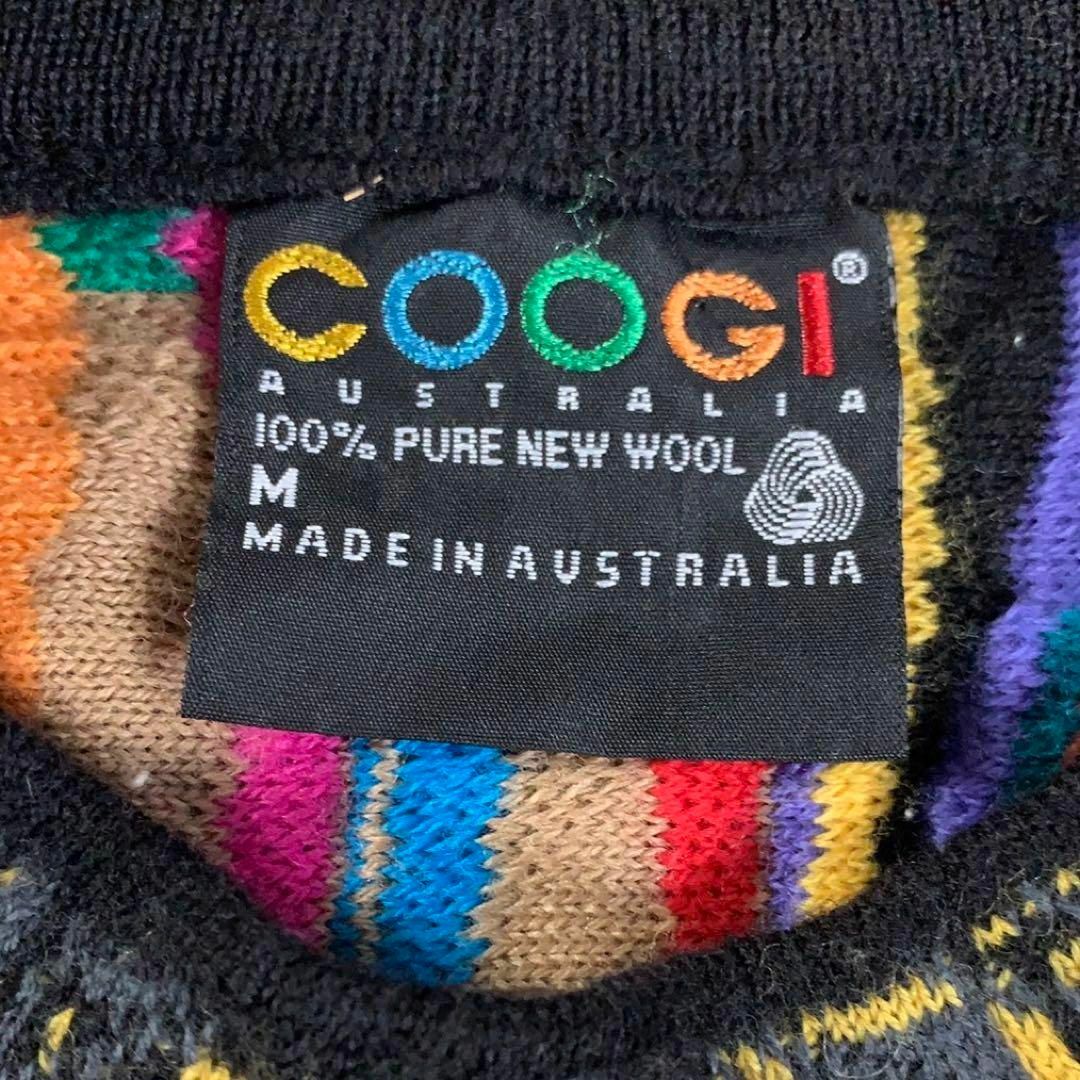 COOGI®
AUSTRALIA
100% PURE NEW WOOL
M
MADE IN AUSTRALIA